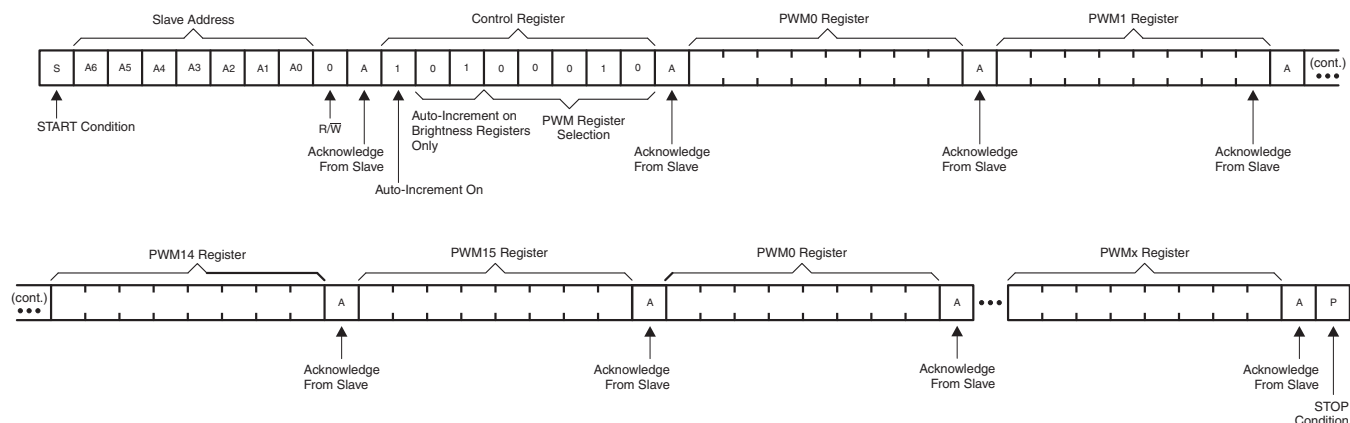 Slave Address
Control Register
PWM0 Register
PWM1 Register
S A6 A5 A4 A3 A2 A1 A0 0 A 1 0 1 0 0 0 1 0 A A A (cont.)
START Condition
R/W̅
Acknowledge
From Slave
Auto-Increment On
Auto-Increment on
Brightness Registers
Only
PWM Register
Selection
Acknowledge
From Slave
Acknowledge
From Slave
Acknowledge
From Slave
PWM14 Register
PWM15 Register
PWM0 Register
PWMx Register
(cont.) A A A A P
Acknowledge
From Slave
Acknowledge
From Slave
Acknowledge
From Slave
Acknowledge
From Slave
STOP
Condition